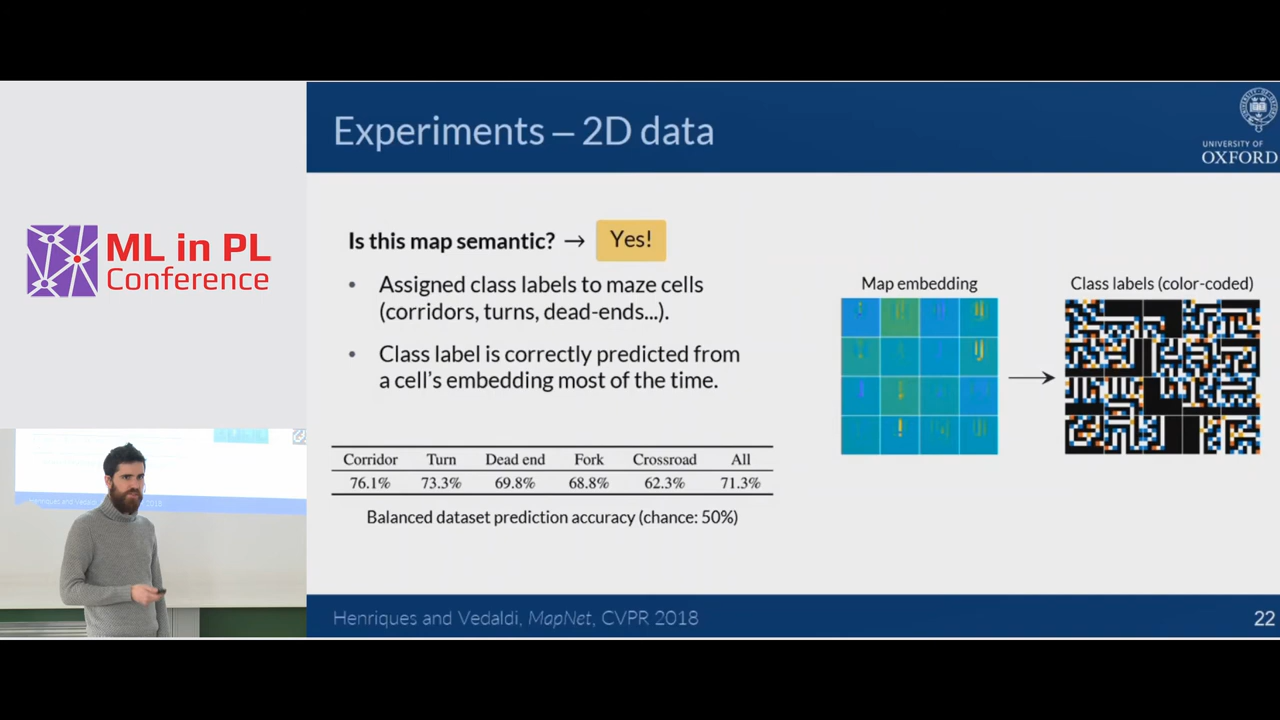 Experiments – 2D data
UNIVERSITY OF
OXFORD
ML in PL
Conference
Is this map semantic? → Yes!
• Assigned class labels to maze cells
(corridors, turns, dead-ends...).
• Class label is correctly predicted from
a cell's embedding most of the time.
Map embedding
Class labels (color-coded)
Corridor Turn Dead end Fork Crossroad All
76.1% 73.3% 69.8% 68.8% 62.3% 71.3%
Balanced dataset prediction accuracy (chance: 50%)
Henriques and Vedaldi, MapNet, CVPR 2018
22